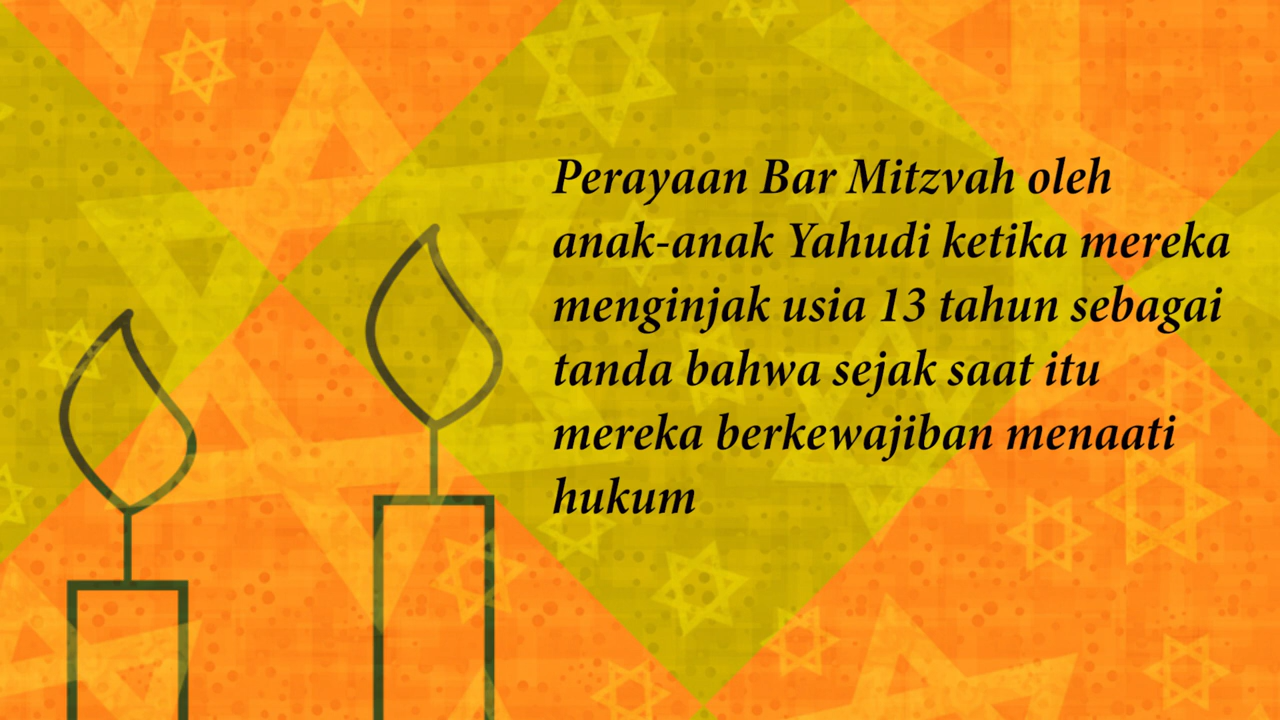 Perayaan Bar Mitzvah oleh
anak-anak Yahudi ketika mereka
menginjak usia 13 tahun sebagai
tanda bahwa sejak saat itu
mereka berkewajiban menaati
hukum